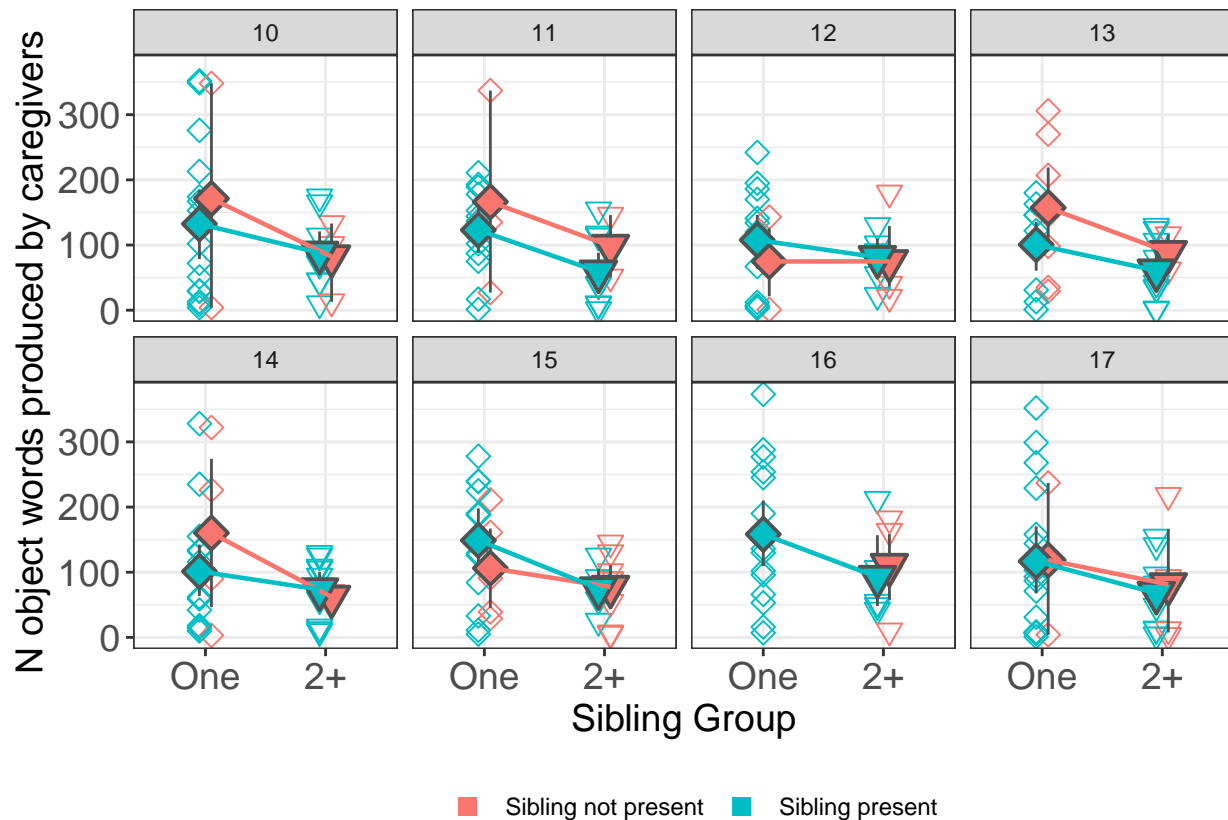 N object words produced by caregivers
10 11 12 13
300
200
100
0
14 15 16 17
300
200
100
0
One 2+ One 2+ One 2+ One 2+
Sibling Group
Sibling not present Sibling present